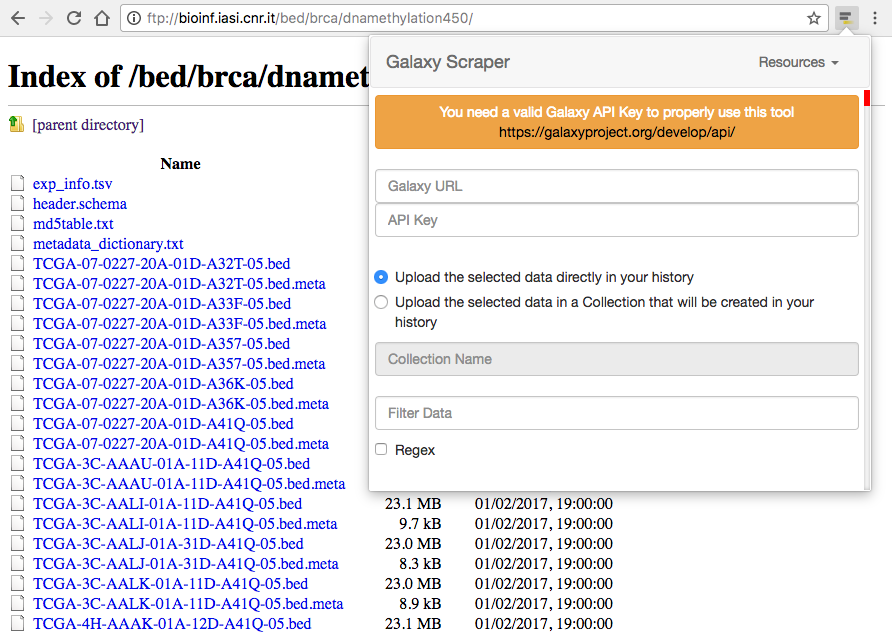 ftp://bioinf.iasi.cnr.it/bed/brca/dnamethylation450/
Index of /bed/brca/dnamet
[parent directory]
Name
exp_info.tsv
header.schema
md5table.txt
metadata_dictionary.txt
TCGA-07-0227-20A-01D-A32T-05.bed
TCGA-07-0227-20A-01D-A32T-05.bed.meta
TCGA-07-0227-20A-01D-A33F-05.bed
TCGA-07-0227-20A-01D-A33F-05.bed.meta
TCGA-07-0227-20A-01D-A357-05.bed
TCGA-07-0227-20A-01D-A357-05.bed.meta
TCGA-07-0227-20A-01D-A36K-05.bed
TCGA-07-0227-20A-01D-A36K-05.bed.meta
TCGA-07-0227-20A-01D-A41Q-05.bed
TCGA-07-0227-20A-01D-A41Q-05.bed.meta
TCGA-3C-AAAU-01A-11D-A41Q-05.bed
TCGA-3C-AAAU-01A-11D-A41Q-05.bed.meta
TCGA-3C-AALI-01A-11D-A41Q-05.bed 23.1 MB 01/02/2017, 19:00:00
TCGA-3C-AALI-01A-11D-A41Q-05.bed.meta 9.7 kB 01/02/2017, 19:00:00
TCGA-3C-AALJ-01A-31D-A41Q-05.bed 23.0 MB 01/02/2017, 19:00:00
TCGA-3C-AALJ-01A-31D-A41Q-05.bed.meta 8.3 kB 01/02/2017, 19:00:00
TCGA-3C-AALK-01A-11D-A41Q-05.bed 23.0 MB 01/02/2017, 19:00:00
TCGA-3C-AALK-01A-11D-A41Q-05.bed.meta 8.9 kB 01/02/2017, 19:00:00
TCGA-4H-AAAK-01A-12D-A41Q-05.bed 23.1 MB 01/02/2017, 19:00:00
Galaxy Scraper
Resources
You need a valid Galaxy API Key to properly use this tool
https://galaxyproject.org/develop/api/
Galaxy URL
API Key
Upload the selected data directly in your history
Upload the selected data in a Collection that will be created in your
history
Collection Name
Filter Data
Regex